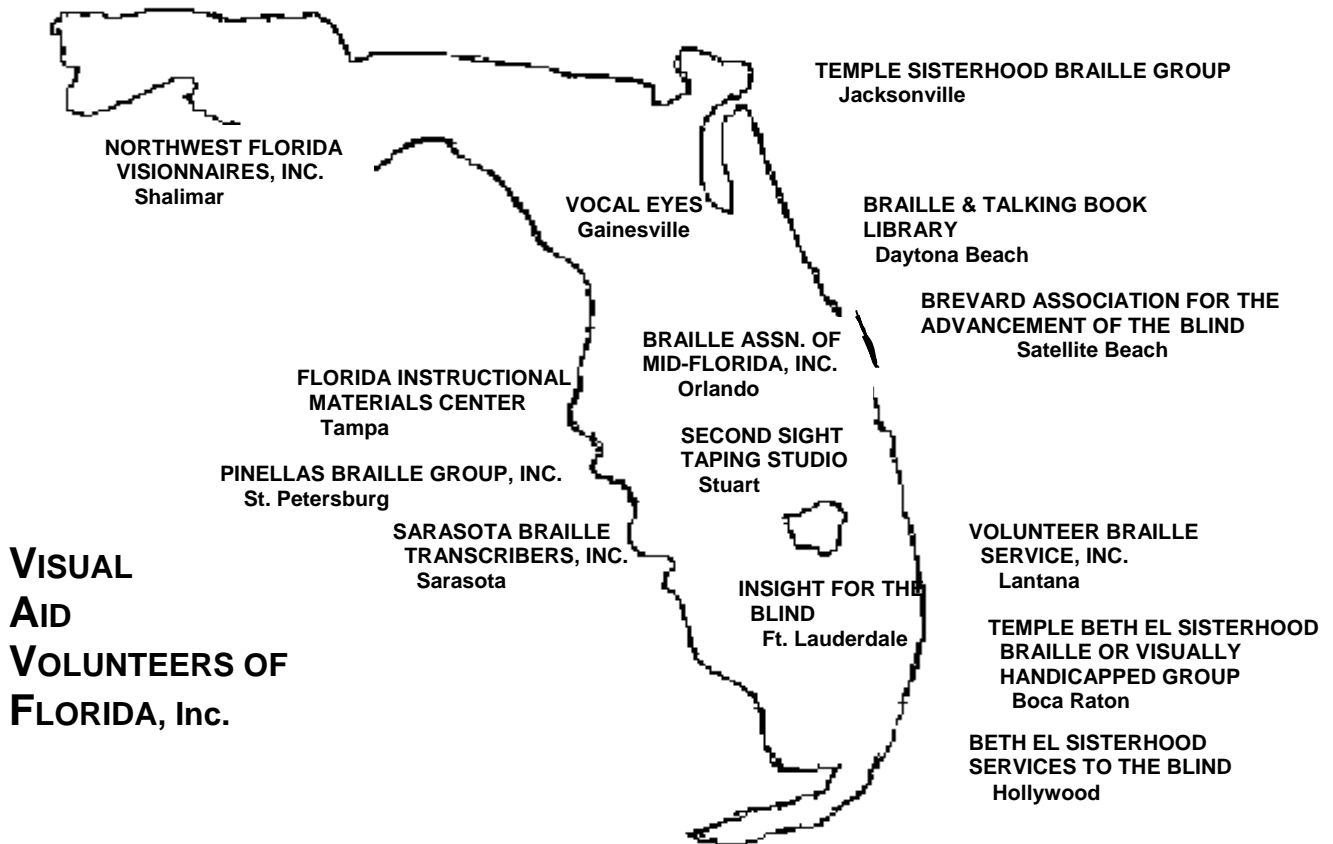 TEMPLE SISTERHOOD BRAILLE GROUP
Jacksonville
NORTHWEST FLORIDA
VISIONNAIRES, INC.
Shalimar
VOCAL EYES
Gainesville
BRAILLE & TALKING BOOK
LIBRARY
Daytona Beach
BREVARD ASSOCIATION FOR THE
ADVANCEMENT OF THE BLIND
Satellite Beach
BRAILLE ASSN. OF
MID-FLORIDA, INC.
Orlando
FLORIDA INSTRUCTIONAL
MATERIALS CENTER
Tampa
SECOND SIGHT
TAPING STUDIO
Stuart
PINELLAS BRAILLE GROUP, INC.
St. Petersburg
SARASOTA BRAILLE
TRANSCRIBERS, INC.
Sarasota
VOLUNTEER BRAILLE
SERVICE, INC.
Lantana
INSIGHT FOR THE
BLIND
Ft. Lauderdale
TEMPLE BETH EL SISTERHOOD
BRAILLE OR VISUALLY
HANDICAPPED GROUP
Boca Raton
BETH EL SISTERHOOD
SERVICES TO THE BLIND
Hollywood
VISUAL
AID
VOLUNTEERS OF
FLORIDA, Inc.